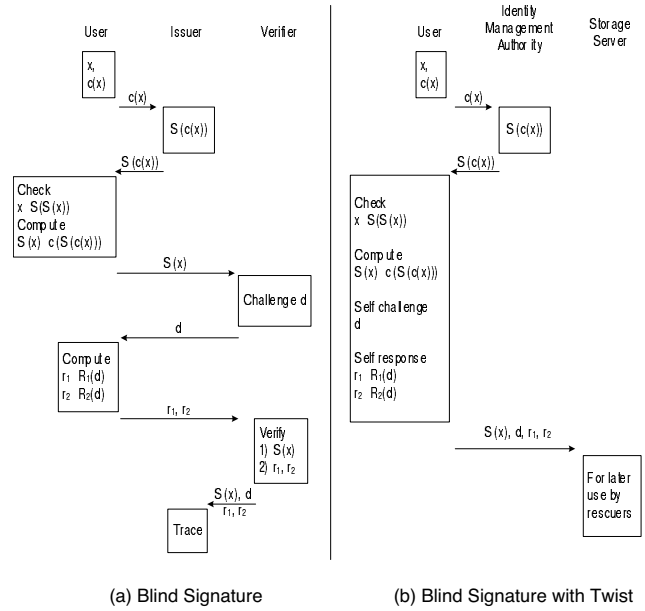 User Issuer Verifier
x,
c(x)
c(x)
S(c(x))
S(c(x))
Check
x S(S(x))
Compute
S(x) c(S(c(x)))
S(x)
Challenge d
d
Compute
r₁ R₁(d)
r₂ R₂(d)
r₁, r₂
Verify
1) S(x)
2) r₁, r₂
S(x), d
r₁, r₂
Trace
(a) Blind Signature
User
Identity
Management
Authority
Storage
Server
x,
c(x)
c(x)
S(c(x))
S(c(x))
Check
x S(S(x))
Compute
S(x) c(S(c(x)))
Self challenge
d
Self response
r₁ R₁(d)
r₂ R₂(d)
S(x), d, r₁, r₂
For later
use by
rescuers
(b) Blind Signature with Twist